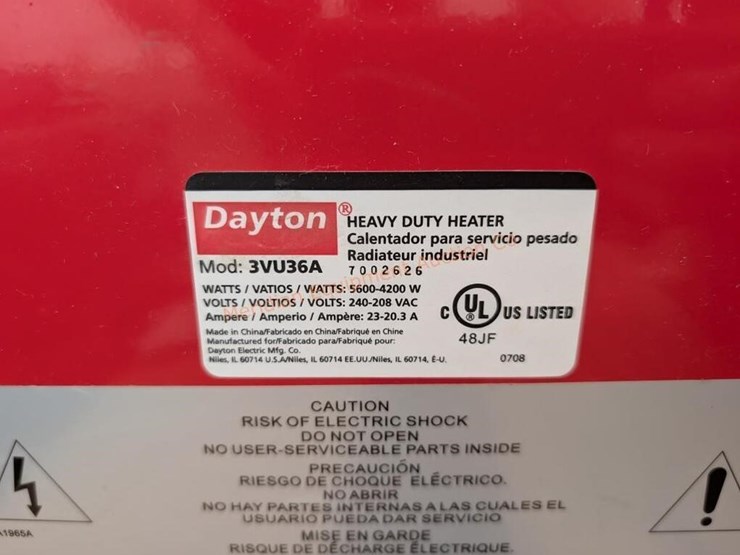 Dayton®
HEAVY DUTY HEATER
Calentador para servicio pesado
Radiateur industriel
Mod: 3VU36A
7002626
WATTS / VATIOS / WATTS: 5600-4200 W
VOLTS / VOLTIOS / VOLTS: 240-208 VAC
Ampere / Amperio / Ampère: 23-20.3 A
Made in China/Fabricado en China/Fabriqué en Chine
Manufactured for/Fabricado para/Fabriqué pour:
Dayton Electric Mfg. Co.
Niles, IL 60714 U.S.A/Niles, IL 60714 EE.UU./Niles, IL 60714, É-U.
C UL® US LISTED
48JF
0708
CAUTION
RISK OF ELECTRIC SHOCK
DO NOT OPEN
NO USER-SERVICEABLE PARTS INSIDE
PRECAUCIÓN
RIESGO DE CHOQUE ELÉCTRICO.
NO ABRIR
NO HAY PARTES INTERNAS A LAS CUALES EL
USUARIO PUEDA DAR SERVICIO
MISE EN GARDE
RISQUE DE DÉCHARGE ÉLECTRIQUE.
A1965A